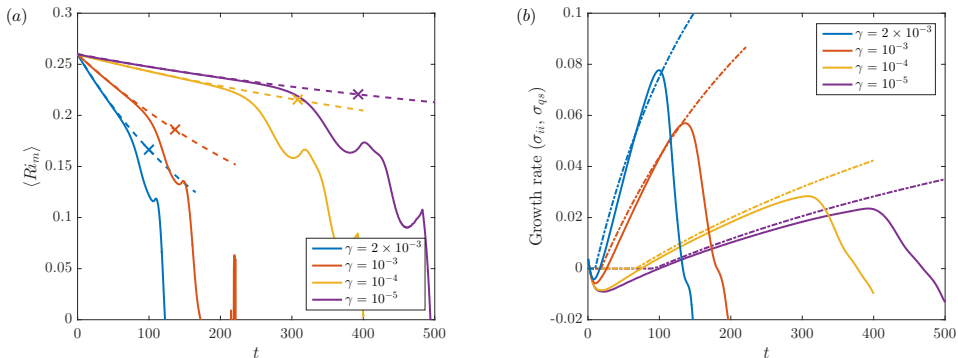 (a)
0.3
0.25
0.2
0.15
0.1
0.05
0
0 100 200 300 400 500
t
⟨Ri_m⟩
γ = 2 × 10⁻³
γ = 10⁻³
γ = 10⁻⁴
γ = 10⁻⁵
(b)
0.1
0.08
0.06
0.04
0.02
0
-0.02
0 100 200 300 400 500
t
Growth rate (σ_ii, σ_qs)
γ = 2 × 10⁻³
γ = 10⁻³
γ = 10⁻⁴
γ = 10⁻⁵